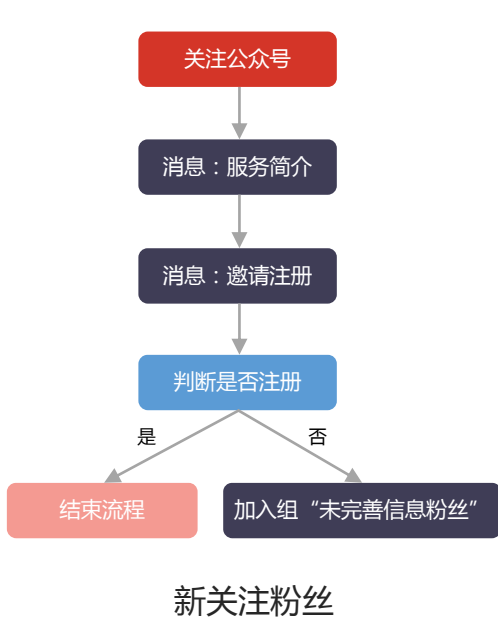 关注公众号
消息：服务简介
消息：邀请注册
判断是否注册
是
否
结束流程
加入组“未完善信息粉丝”
新关注粉丝